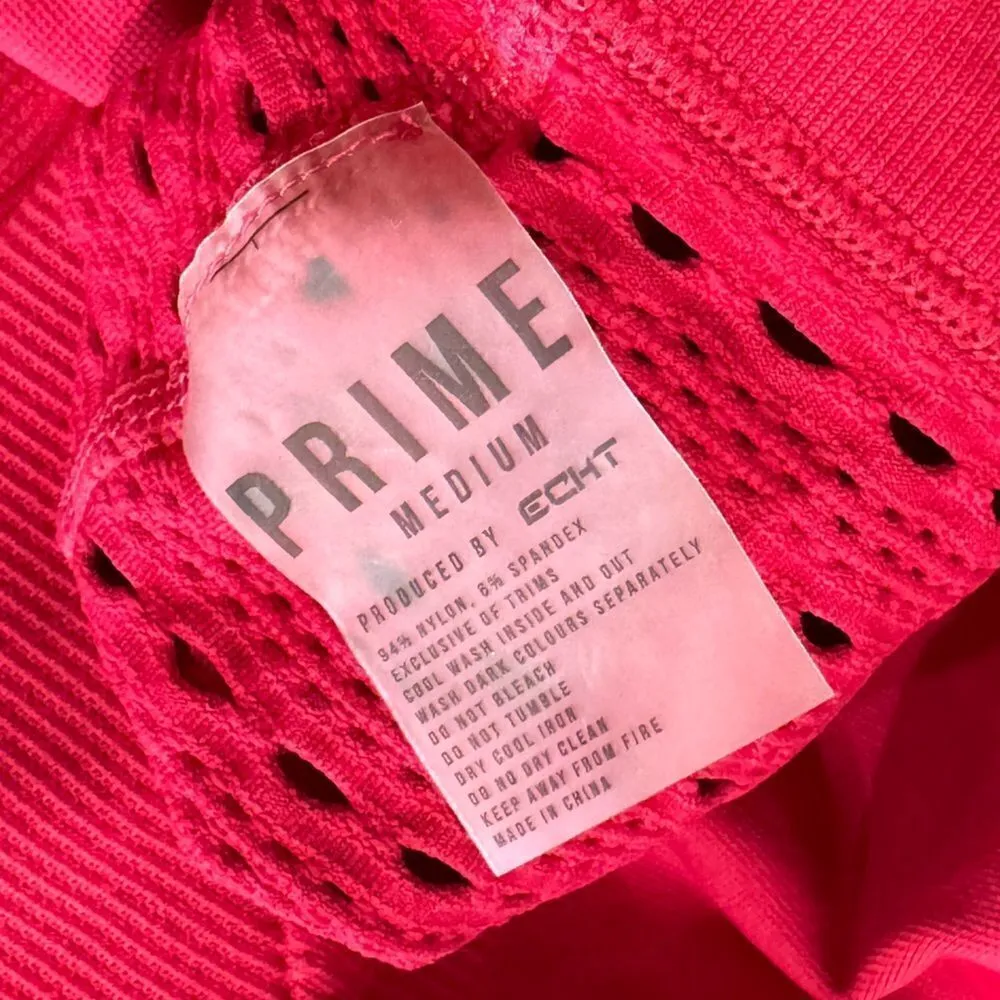 PRIME
MEDIUM
PRODUCED BY ECHT
94% NYLON, 6% SPANDEX
EXCLUSIVE OF TRIMS
COOL WASH INSIDE AND OUT
WASH DARK COLOURS SEPARATELY
DO NOT BLEACH
DO NOT TUMBLE
DRY COOL IRON
DO NO DRY CLEAN
KEEP AWAY FROM FIRE
MADE IN CHINA